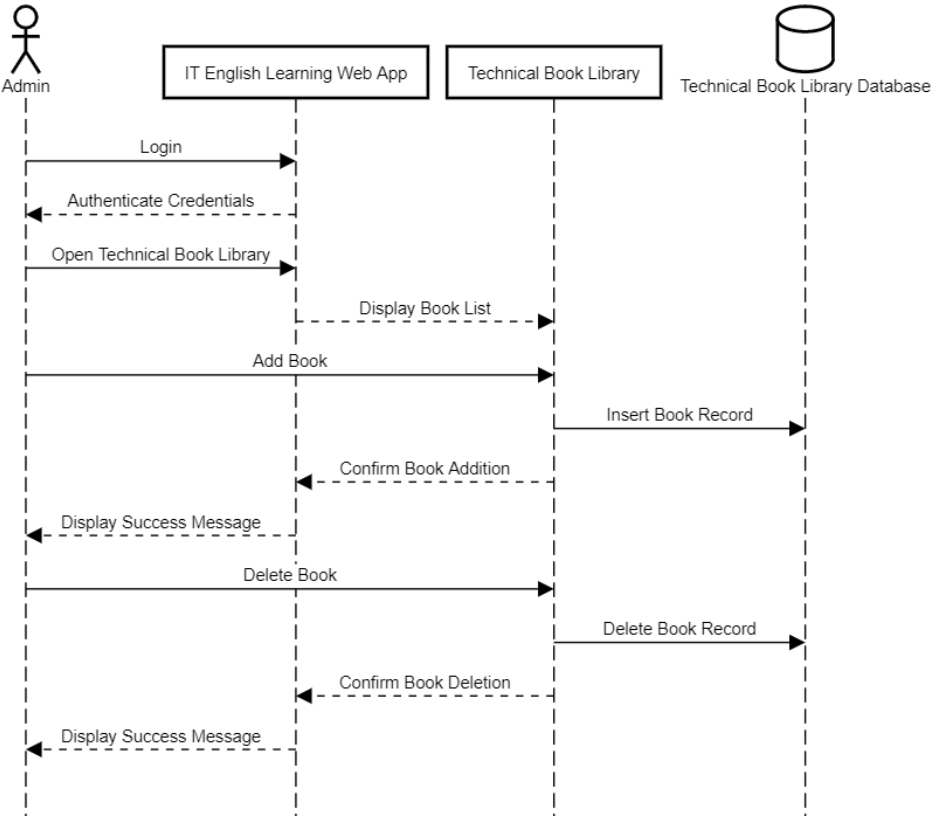 Admin
IT English Learning Web App
Technical Book Library
Technical Book Library Database
Login
Authenticate Credentials
Open Technical Book Library
Display Book List
Add Book
Insert Book Record
Confirm Book Addition
Display Success Message
Delete Book
Delete Book Record
Confirm Book Deletion
Display Success Message